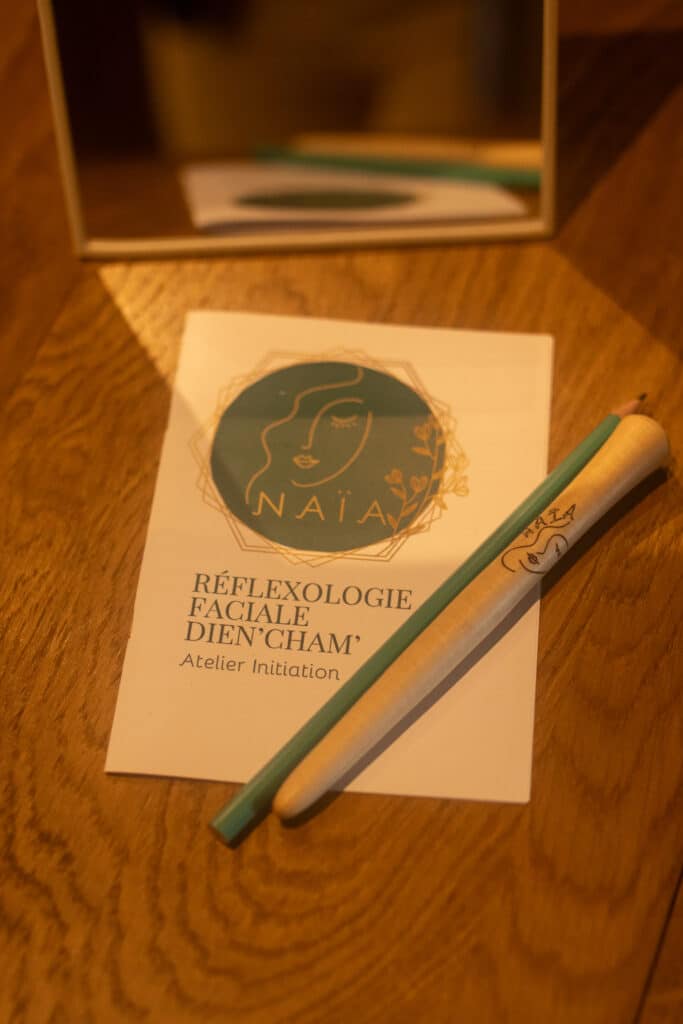 NAÏA
RÉFLEXOLOGIE
FACIALE
DIEN'CHAM'
Atelier Initiation
NAÏA